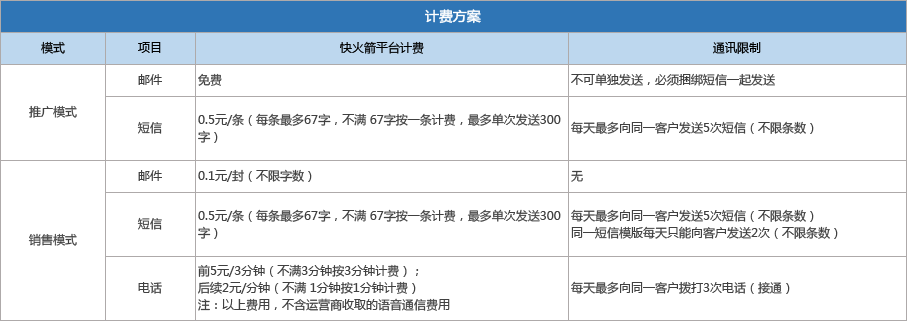 计费方案
模式 项目 快火箭平台计费 通讯限制
推广模式
邮件 免费 不可单独发送，必须捆绑短信一起发送
短信 0.5元/条（每条最多67字，不满 67字按一条计费，最多单次发送300
字） 每天最多向同一客户发送5次短信（不限条数）
销售模式
邮件 0.1元/封（不限字数） 无
短信 0.5元/条（每条最多67字，不满 67字按一条计费，最多单次发送300
字） 每天最多向同一客户发送5次短信（不限条数）
同一短信模版每天只能向客户发送2次（不限条数）
电话 前5元/3分钟（不满3分钟按3分钟计费）；
后续2元/分钟（不满 1分钟按1分钟计费）
注：以上费用，不含运营商收取的语音通信费用
每天最多向同一客户拨打3次电话（接通）